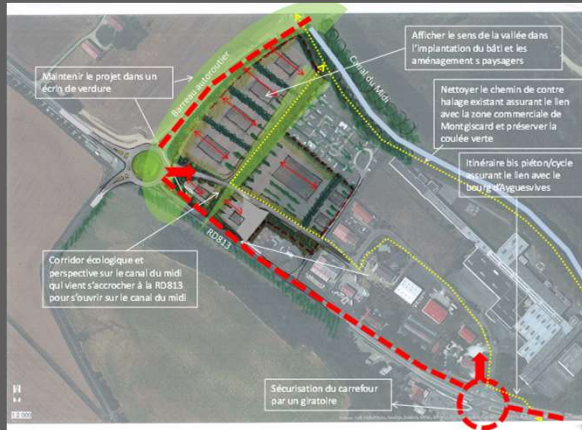 Afficher le sens de la vallée dans
l'implantation du bâti et les
aménagement s paysagers
Maintenir le projet dans un
écrin de verdure
Barreau autoroutier
Canal du Midi
Nettoyer le chemin de contre
halage existant assurant le lien
avec la zone commerciale de
Montgiscard et préserver la
coulée verte
Itinéraire bis piéton/cycle
assurant le lien avec le
bourg d'Ayguesvives
RD813
Corridor écologique et
perspective sur le canal du midi
qui vient s'accrocher à la RD813
pour s'ouvrir sur le canal du midi
Sécurisation du carrefour
par un giratoire